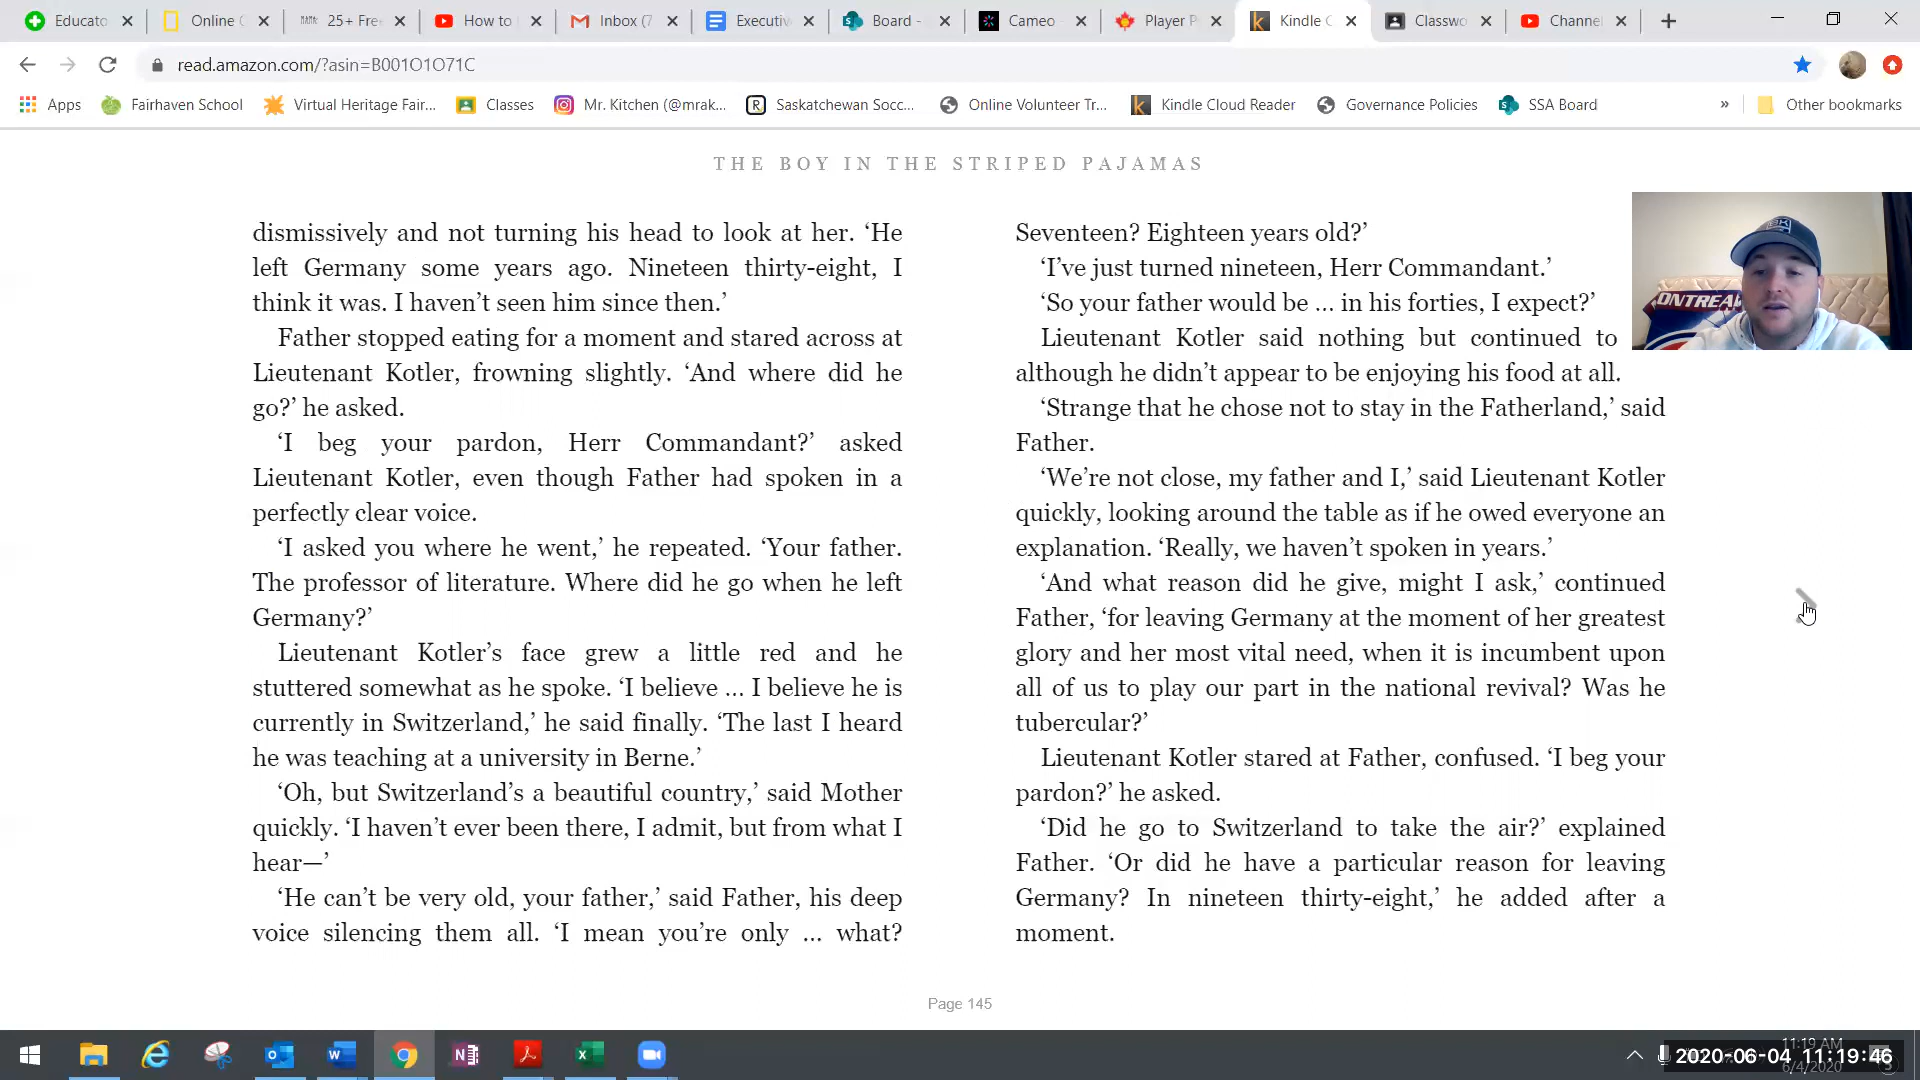 Educato
Online (
25+ Fre
How to
Inbox (7
Executiv
Board -
Cameo
Player P
Kindle C
Classwo
Channe
read.amazon.com/?asin=B001O1O71C
Apps
Fairhaven School
Virtual Heritage Fair...
Classes
Mr. Kitchen (@mrak...
Saskatchewan Socc...
Online Volunteer Tr...
Kindle Cloud Reader
Governance Policies
SSA Board
»
Other bookmarks
THE BOY IN THE STRIPED PAJAMAS
dismissively and not turning his head to look at her. ‘He
left Germany some years ago. Nineteen thirty-eight, I
think it was. I haven’t seen him since then.’
Father stopped eating for a moment and stared across at
Lieutenant Kotler, frowning slightly. ‘And where did he
go?’ he asked.
‘I beg your pardon, Herr Commandant?’ asked
Lieutenant Kotler, even though Father had spoken in a
perfectly clear voice.
‘I asked you where he went,’ he repeated. ‘Your father.
The professor of literature. Where did he go when he left
Germany?’
Lieutenant Kotler’s face grew a little red and he
stuttered somewhat as he spoke. ‘I believe ... I believe he is
currently in Switzerland,’ he said finally. ‘The last I heard
he was teaching at a university in Berne.’
‘Oh, but Switzerland’s a beautiful country,’ said Mother
quickly. ‘I haven’t ever been there, I admit, but from what I
hear—’
‘He can’t be very old, your father,’ said Father, his deep
voice silencing them all. ‘I mean you’re only ... what?
Seventeen? Eighteen years old?’
‘I’ve just turned nineteen, Herr Commandant.’
‘So your father would be ... in his forties, I expect?’
Lieutenant Kotler said nothing but continued to
although he didn’t appear to be enjoying his food at all.
‘Strange that he chose not to stay in the Fatherland,’ said
Father.
‘We’re not close, my father and I,’ said Lieutenant Kotler
quickly, looking around the table as if he owed everyone an
explanation. ‘Really, we haven’t spoken in years.’
‘And what reason did he give, might I ask,’ continued
Father, ‘for leaving Germany at the moment of her greatest
glory and her most vital need, when it is incumbent upon
all of us to play our part in the national revival? Was he
tubercular?’
Lieutenant Kotler stared at Father, confused. ‘I beg your
pardon?’ he asked.
‘Did he go to Switzerland to take the air?’ explained
Father. ‘Or did he have a particular reason for leaving
Germany? In nineteen thirty-eight,’ he added after a
moment.
ONTREA
Page 145
11:19 AM
2020-06-04 11:19:46
6/4/2020